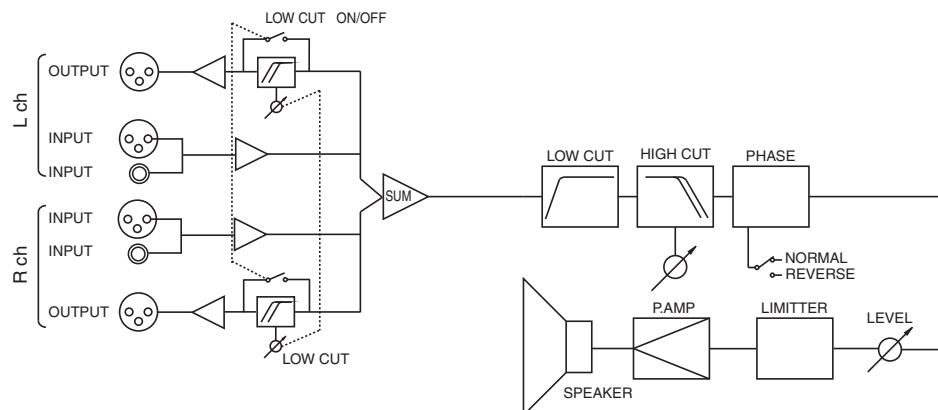 LOW CUT ON/OFF
L ch
OUTPUT
INPUT
INPUT
R ch
INPUT
INPUT
OUTPUT
LOW CUT
SUM
LOW CUT
HIGH CUT
PHASE
NORMAL
REVERSE
SPEAKER
P.AMP
LIMITTER
LEVEL